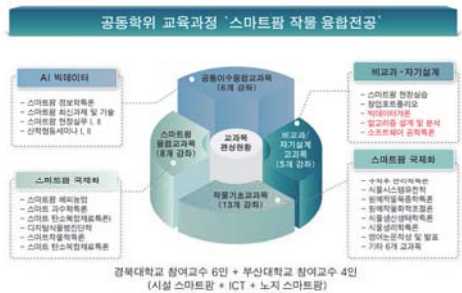 공동학위 교육과정 '스마트팜 작물 융합전공'
AI 빅데이터
- 스마트팜 정보학특론
- 스마트팜 최신과제 및 기술
- 스마트팜 현장실무 I, II
- 산학협동세미나 I, II
스마트팜 국제화
- 스마트팜 해외농업
- 스마트 과수학특론
- 스마트 탄소복합재료특론I
- 디지털식물병진단학
- 스마트작물학특론
- 스마트 탄소복합재료특론
공동이수융합교과목
(6개 강좌)
스마트팜
융합교과목
(8개 강좌)
교과목
편성현황
비교과/
자기설계
교과목
(5개 강좌)
작물기초교과목
(13개 강좌)
비교과·자기설계
- 스마트팜 현장실습
- 창업포트폴리오
- 빅데이터개론
- 알고리즘 설계 및 분석
- 소프트웨어 공학특론
스마트팜 국제화
- 식물시스템유전학
- 원예작물육종학특론
- 원예작물화학조절론
- 식물생산생태학특론
- 식물생리학특론
- 영어논문작성 및 발표
- 기타 6개 교과목
경북대학교 참여교수 6인 + 부산대학교 참여교수 4인
(시설 스마트팜 + ICT + 노지 스마트팜)